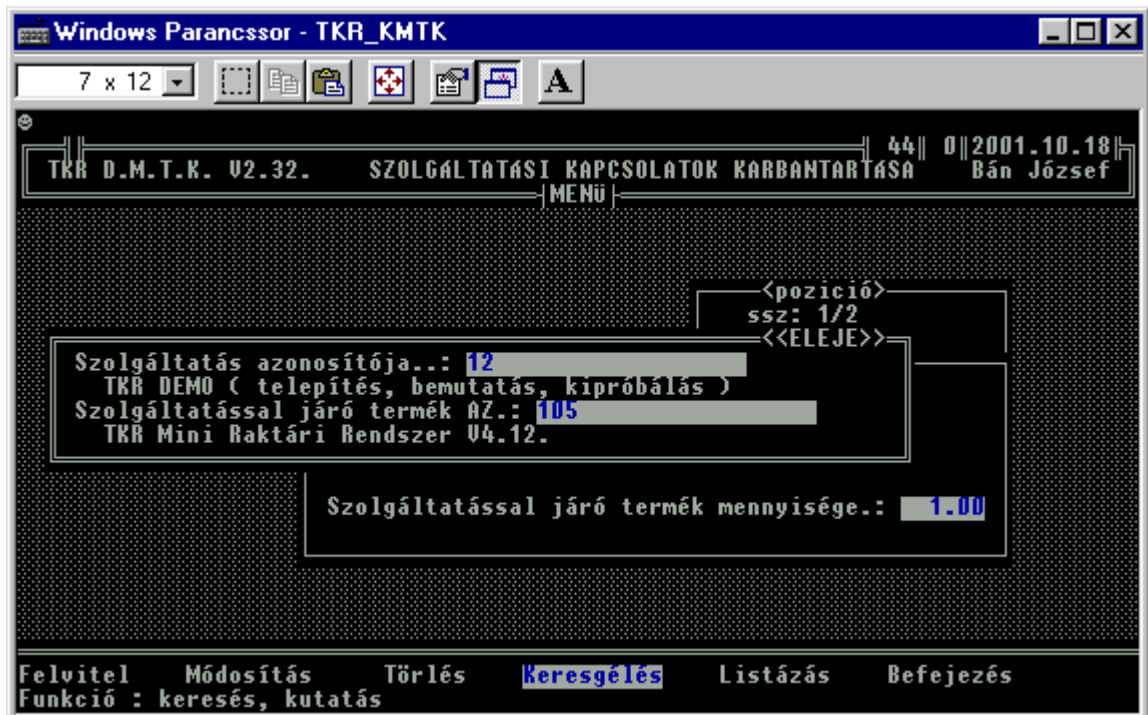 Windows Parancssor - TKR_KMTK
7 x 12
A
44 0 2001.10.18
TKR D.M.T.K. V2.32. SZOLGÁLTATÁSI KAPCSOLATOK KARBANTARTÁSA Bán József
MENü
<pozició>
ssz: 1/2
<<ELEJE>>
Szolgáltatás azonosítója..: 12
TKR DEMO ( telepítés, bemutatás, kipróbálás )
Szolgáltatással járó termék AZ.: 105
TKR Mini Raktári Rendszer V4.12.
Szolgáltatással járó termék mennyisége.: 1.00
Felvitel Módosítás Törlés Keresgélés Listázás Befejezés
Funkció : keresés, kutatás